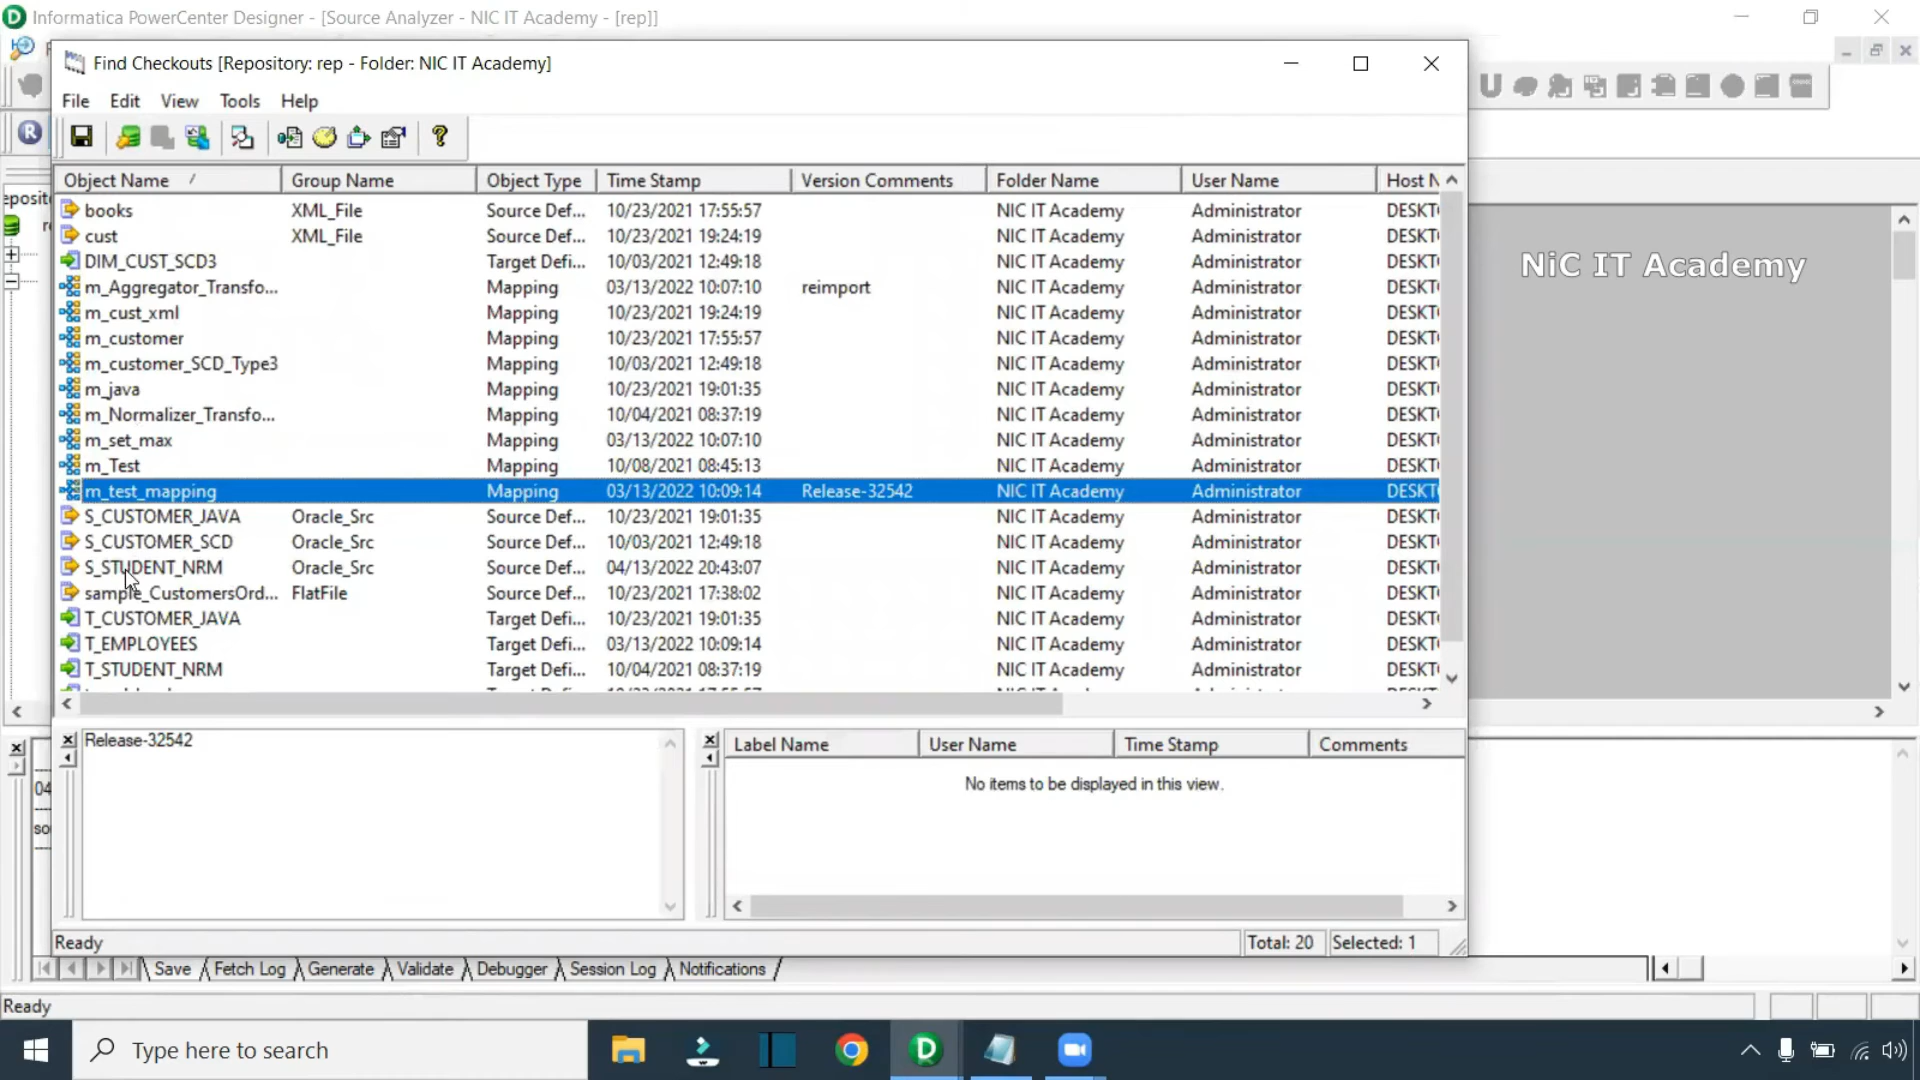 Informatica PowerCenter Designer - [Source Analyzer - NIC IT Academy - [rep]]
Find Checkouts [Repository: rep - Folder: NIC IT Academy]
File Edit View Tools Help
Object Name Group Name Object Type Time Stamp Version Comments Folder Name User Name Host N
books XML_File Source Def... 10/23/2021 17:55:57 NIC IT Academy Administrator DESKT
cust XML_File Source Def... 10/23/2021 19:24:19 NIC IT Academy Administrator DESKT
DIM_CUST_SCD3 Target Defi... 10/03/2021 12:49:18 NIC IT Academy Administrator DESKT
m_Aggregator_Transfo... Mapping 03/13/2022 10:07:10 reimport NIC IT Academy Administrator DESKT
m_cust_xml Mapping 10/23/2021 19:24:19 NIC IT Academy Administrator DESKT
m_customer Mapping 10/23/2021 17:55:57 NIC IT Academy Administrator DESKT
m_customer_SCD_Type3 Mapping 10/03/2021 12:49:18 NIC IT Academy Administrator DESKT
m_java Mapping 10/23/2021 19:01:35 NIC IT Academy Administrator DESKT
m_Normalizer_Transfo... Mapping 10/04/2021 08:37:19 NIC IT Academy Administrator DESKT
m_set_max Mapping 03/13/2022 10:07:10 NIC IT Academy Administrator DESKT
m_Test Mapping 10/08/2021 08:45:13 NIC IT Academy Administrator DESKT
m_test_mapping Mapping 03/13/2022 10:09:14 Release-32542 NIC IT Academy Administrator DESKT
S_CUSTOMER_JAVA Oracle_Src Source Def... 10/23/2021 19:01:35 NIC IT Academy Administrator DESKT
S_CUSTOMER_SCD Oracle_Src Source Def... 10/03/2021 12:49:18 NIC IT Academy Administrator DESKT
S_STUDENT_NRM Oracle_Src Source Def... 04/13/2022 20:43:07 NIC IT Academy Administrator DESKT
sample_CustomersOrd... FlatFile Source Def... 10/23/2021 17:38:02 NIC IT Academy Administrator DESKT
T_CUSTOMER_JAVA Target Defi... 10/23/2021 19:01:35 NIC IT Academy Administrator DESKT
T_EMPLOYEES Target Defi... 03/13/2022 10:09:14 NIC IT Academy Administrator DESKT
T_STUDENT_NRM Target Defi... 10/04/2021 08:37:19 NIC IT Academy Administrator DESKT
NiC IT Academy
Release-32542
Label Name User Name Time Stamp Comments
No items to be displayed in this view.
Ready Total: 20 Selected: 1
Save Fetch Log Generate Validate Debugger Session Log Notifications
Ready
Type here to search